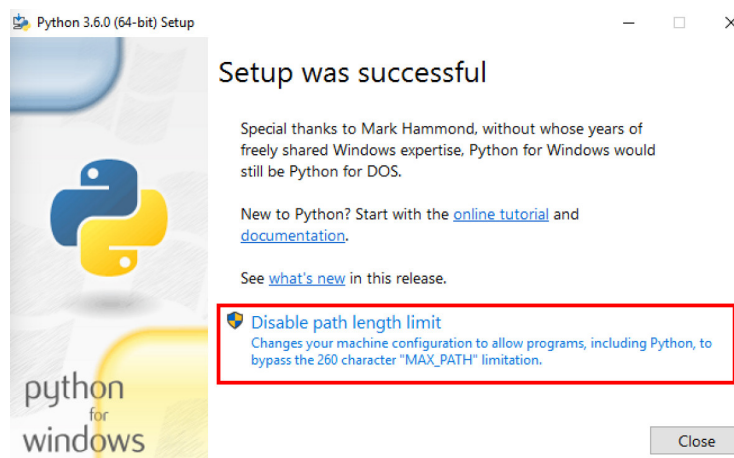 Python 3.6.0 (64-bit) Setup
Setup was successful
Special thanks to Mark Hammond, without whose years of
freely shared Windows expertise, Python for Windows would
still be Python for DOS.
New to Python? Start with the online tutorial and
documentation.
See what's new in this release.
Disable path length limit
Changes your machine configuration to allow programs, including Python, to
bypass the 260 character "MAX_PATH" limitation.
python
for
windows
Close